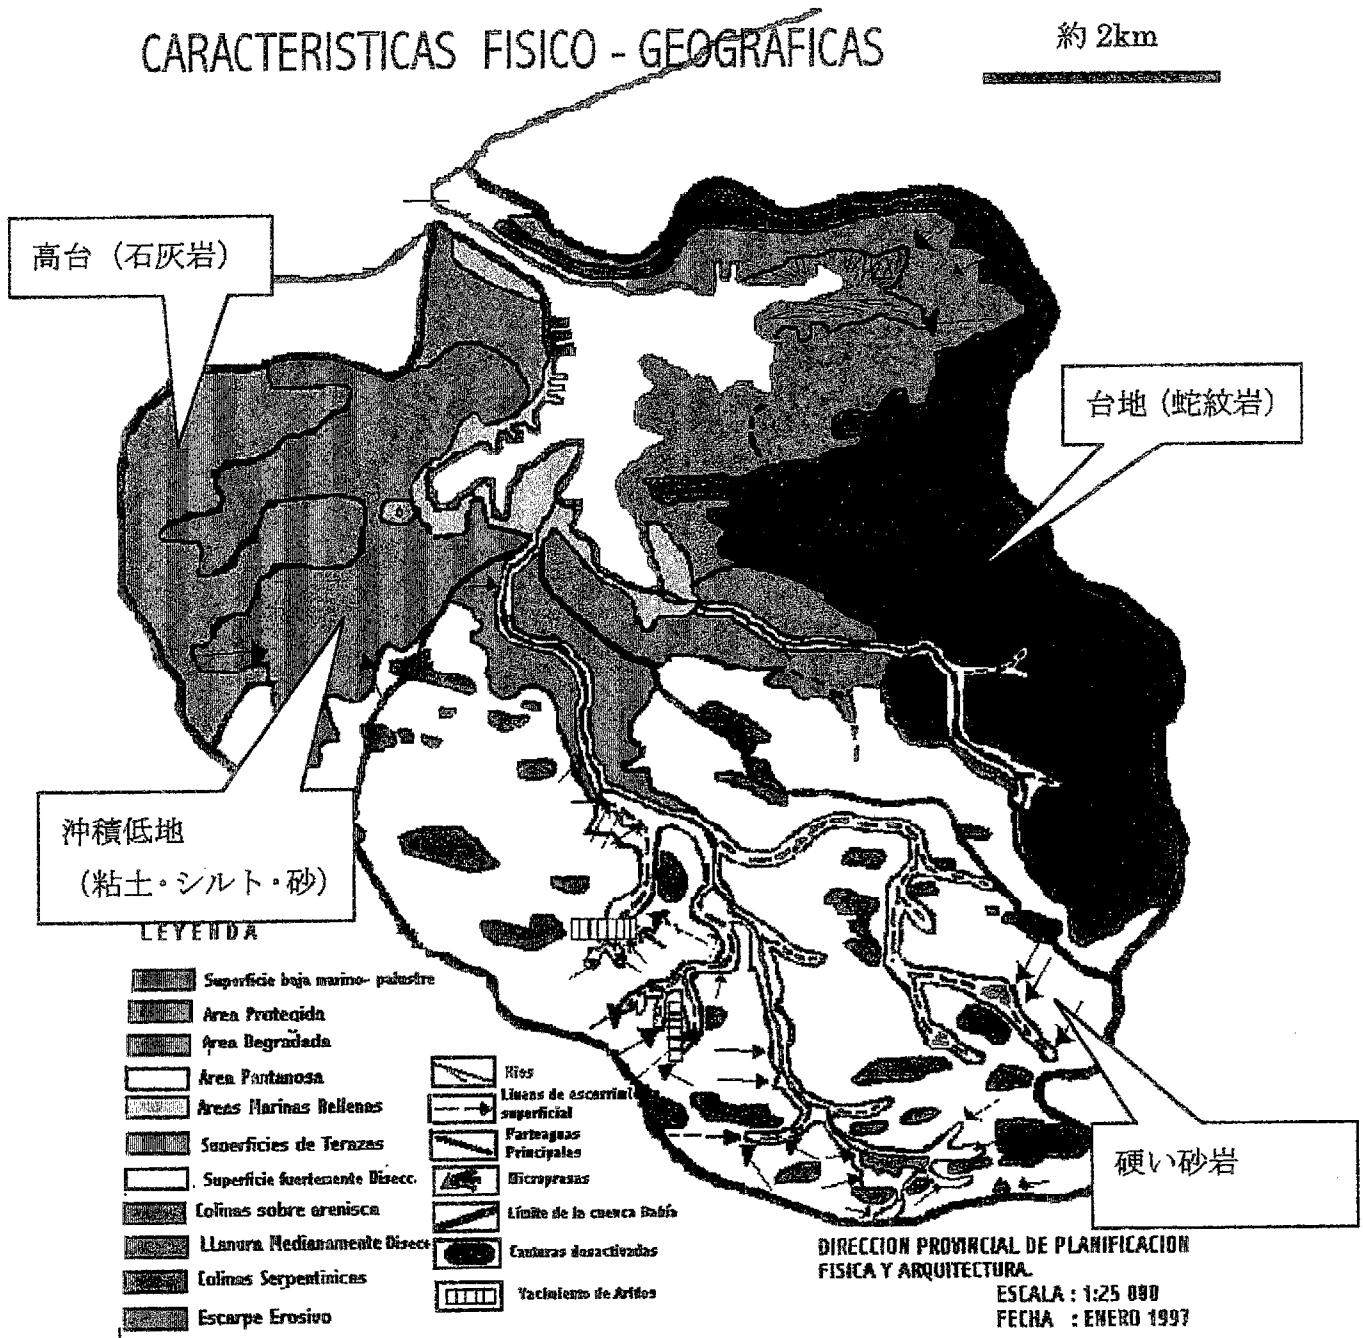 CARACTERISTICAS FISICO - GEOGRAFICAS
約 2km
高台（石灰岩）
台地（蛇紋岩）
沖積低地
（粘土・シルト・砂）
硬い砂岩
LEYENDA
Superficie baja marino- palustre
Area Protegida
Area Degradada
Area Pantanosa
Areas Marinas Rellenas
Superficies de Terazas
Superficie fuertemente Disecc.
Colinas sobre arenisca
LLanura Medianamente Disecc
Colinas Serpentinicas
Escarpe Erosivo
Rios
Lineas de escorrimie
superficial
Parteaguas
Principales
Micropresas
Límite de la cuenca Bahía
Canteras desactivadas
Yacimiento de Aridos
DIRECCION PROVINCIAL DE PLANIFICACION
FISICA Y ARQUITECTURA.
ESCALA : 1:25 000
FECHA : ENERO 1997